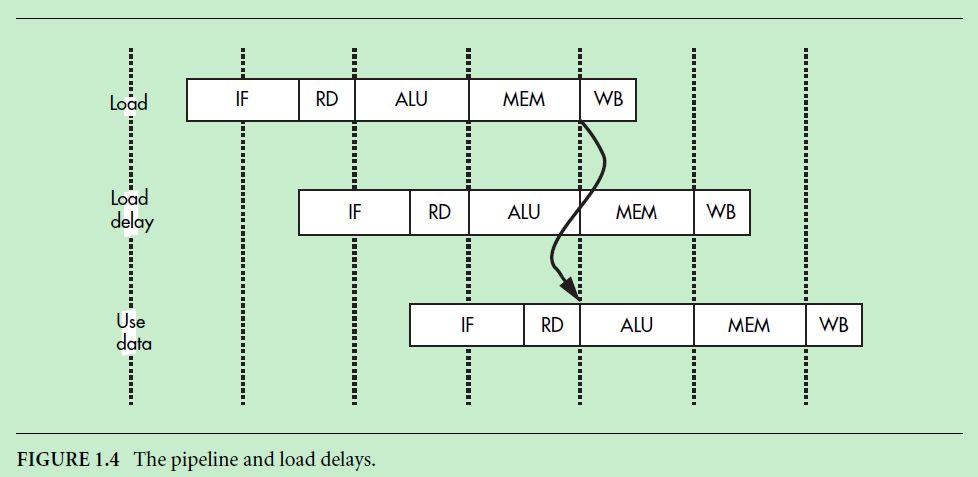 Load IF RD ALU MEM WB
Load
delay IF RD ALU MEM WB
Use
data IF RD ALU MEM WB
FIGURE 1.4 The pipeline and load delays.